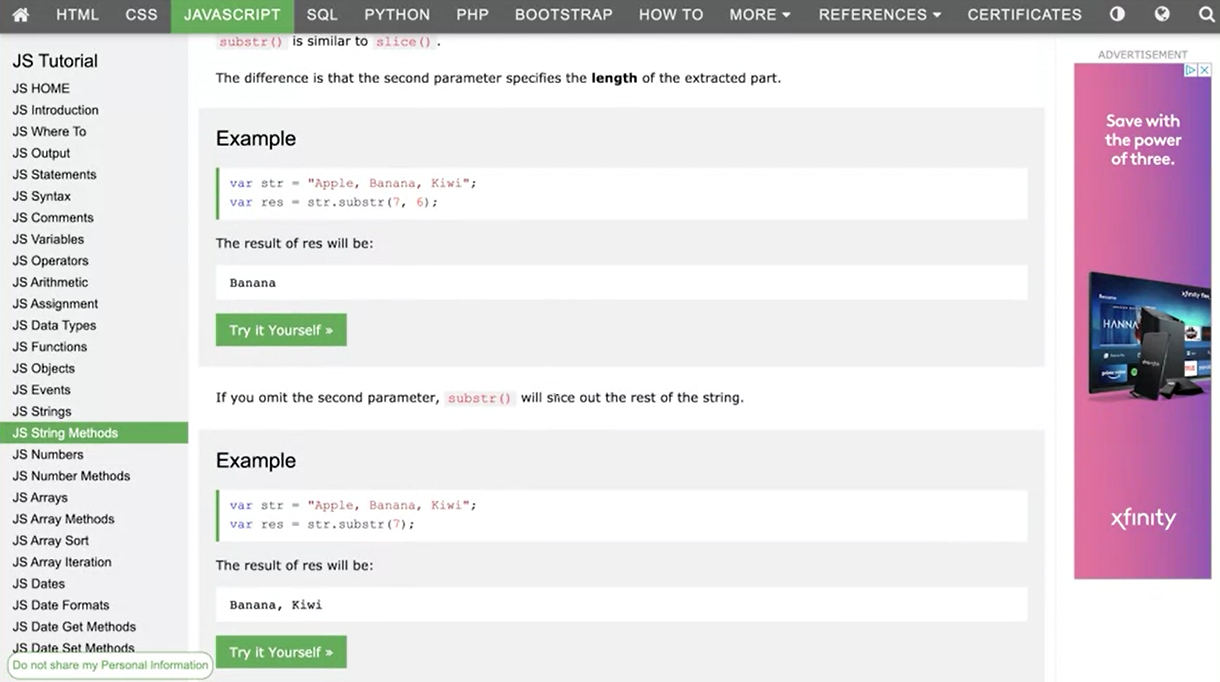 HTML CSS JAVASCRIPT SQL PYTHON PHP BOOTSTRAP HOW TO MORE REFERENCES CERTIFICATES
JS Tutorial
JS HOME
JS Introduction
JS Where To
JS Output
JS Statements
JS Syntax
JS Comments
JS Variables
JS Operators
JS Arithmetic
JS Assignment
JS Data Types
JS Functions
JS Objects
JS Events
JS Strings
JS String Methods
JS Numbers
JS Number Methods
JS Arrays
JS Array Methods
JS Array Sort
JS Array Iteration
JS Dates
JS Date Formats
JS Date Get Methods
JS Date Set Methods
Do not share my Personal Information
substr() is similar to slice().
The difference is that the second parameter specifies the length of the extracted part.
Example
var str = "Apple, Banana, Kiwi";
var res = str.substr(7, 6);
The result of res will be:
Banana
Try it Yourself »
If you omit the second parameter, substr() will slice out the rest of the string.
Example
var str = "Apple, Banana, Kiwi";
var res = str.substr(7);
The result of res will be:
Banana, Kiwi
Try it Yourself »
ADVERTISEMENT
Save with
the power
of three.
HANNA
xfinity